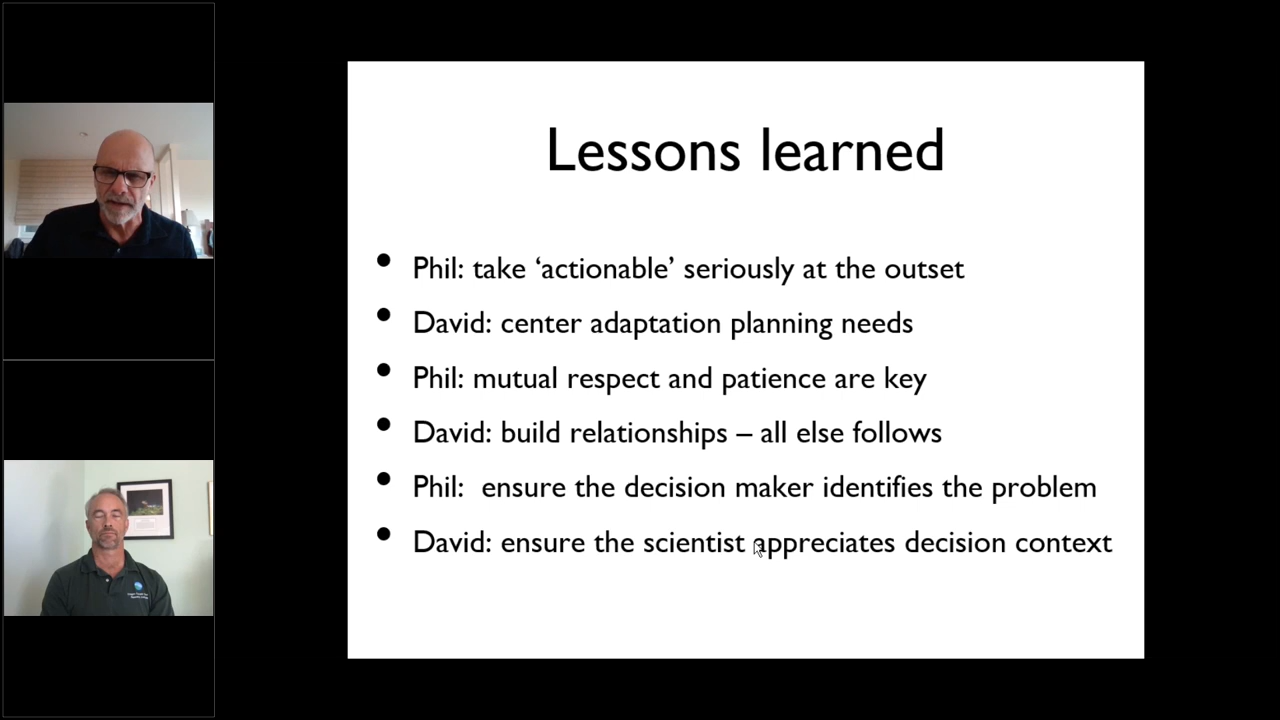 Lessons learned
• Phil: take ‘actionable’ seriously at the outset
• David: center adaptation planning needs
• Phil: mutual respect and patience are key
• David: build relationships – all else follows
• Phil:  ensure the decision maker identifies the problem
• David: ensure the scientist appreciates decision context